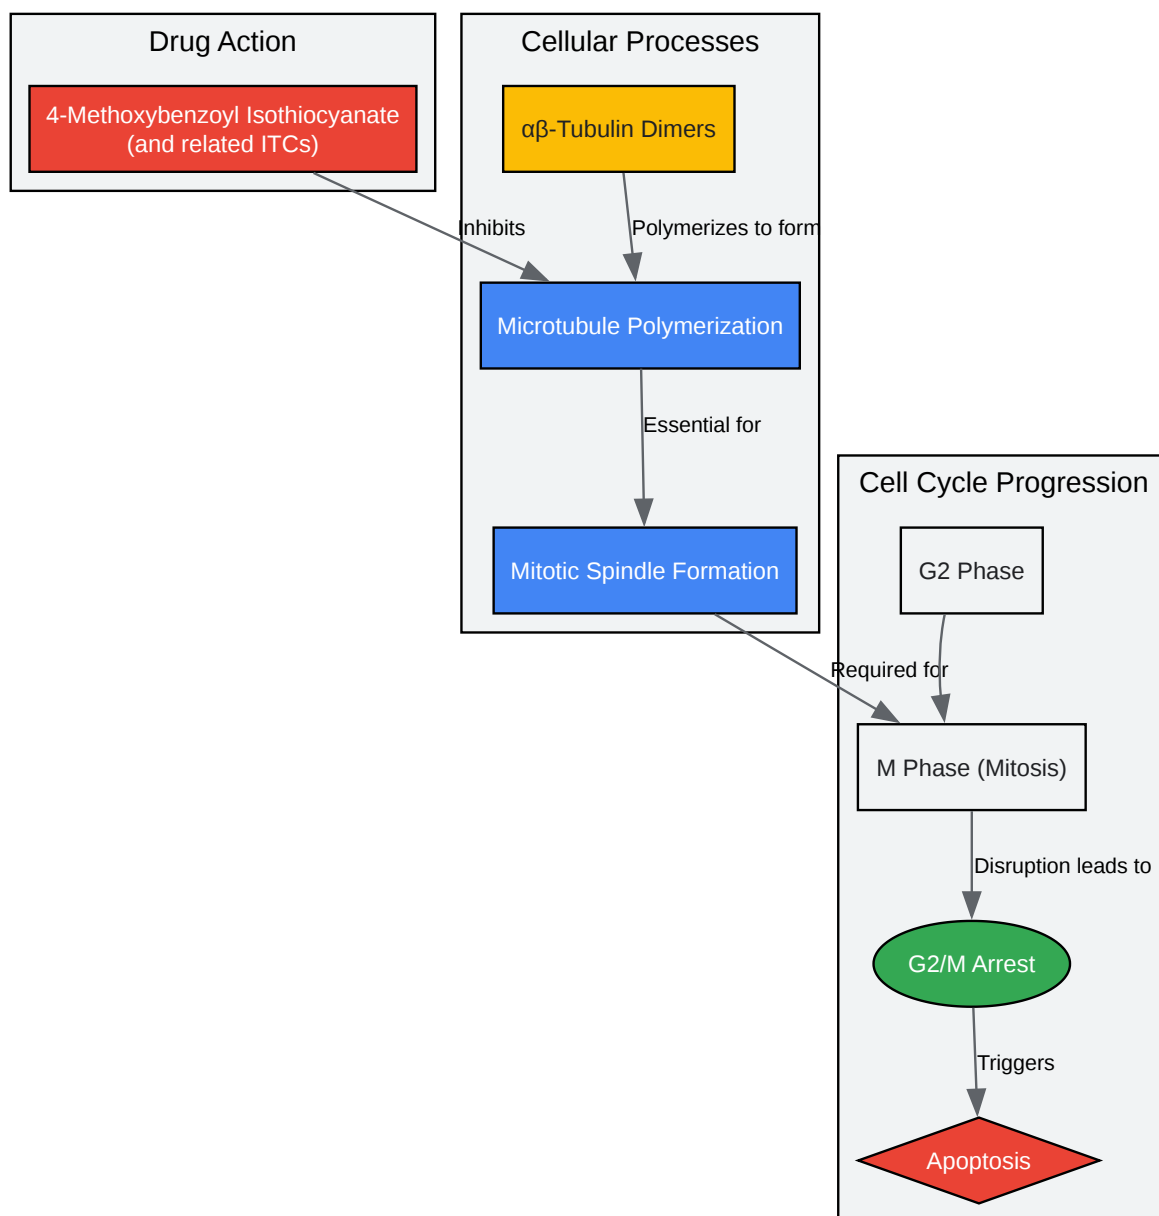 Drug Action
4-Methoxybenzoyl Isothiocyanate
(and related ITCs)
Cellular Processes
αβ-Tubulin Dimers
Inhibits
Polymerizes to form
Microtubule Polymerization
Essential for
Mitotic Spindle Formation
Cell Cycle Progression
G2 Phase
Required for
M Phase (Mitosis)
Disruption leads to
G2/M Arrest
Triggers
Apoptosis